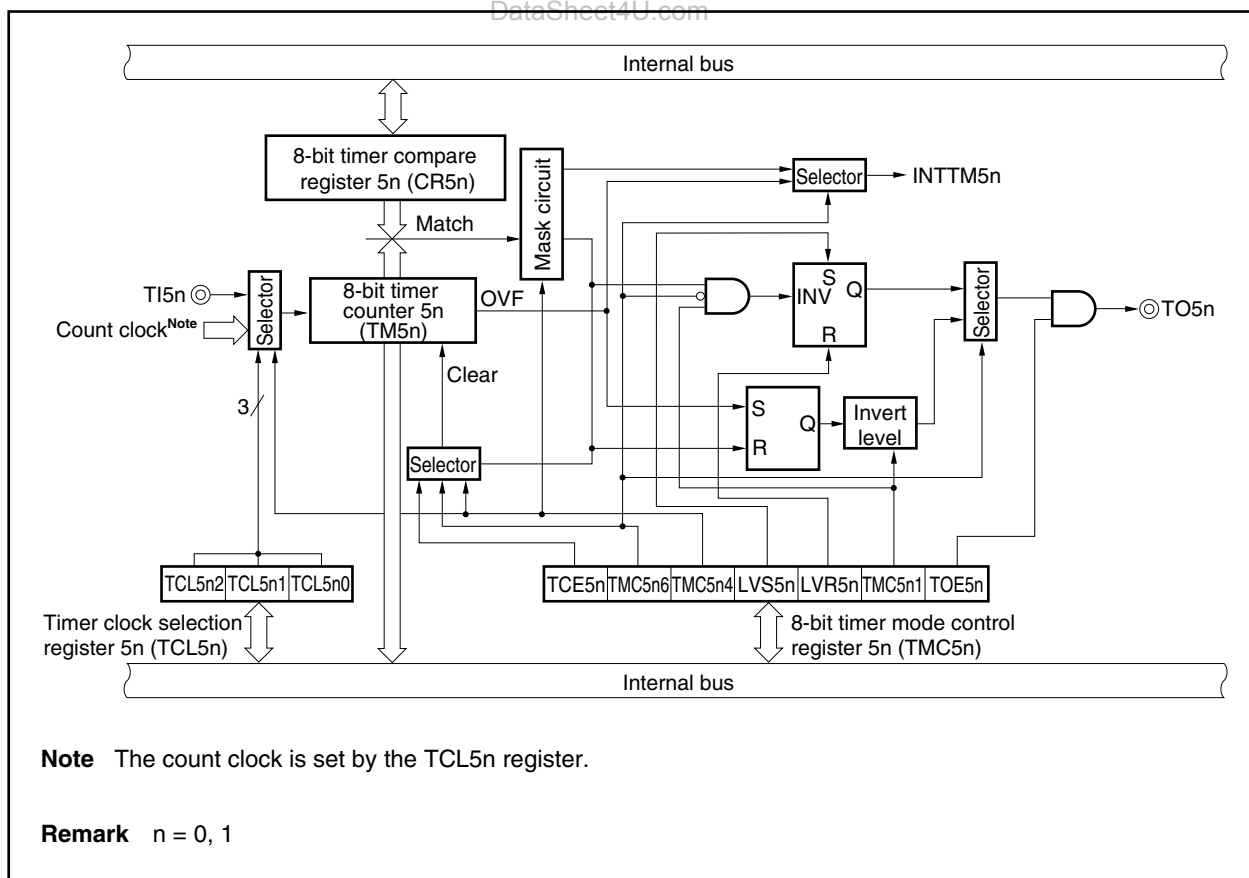 DataSheet4U.com
Internal bus
8-bit timer compare
register 5n (CR5n)
Match
Mask circuit
Selector
INTTM5n
TI5n
Count clockNote
Selector
8-bit timer
counter 5n
(TM5n)
OVF
Clear
S
INV
Q
R
Selector
TO5n
3
Selector
S
R
Q
Invert
level
TCL5n2 TCL5n1 TCL5n0
TCE5n TMC5n6 TMC5n4 LVS5n LVR5n TMC5n1 TOE5n
Timer clock selection
register 5n (TCL5n)
8-bit timer mode control
register 5n (TMC5n)
Internal bus
Note The count clock is set by the TCL5n register.
Remark n = 0, 1